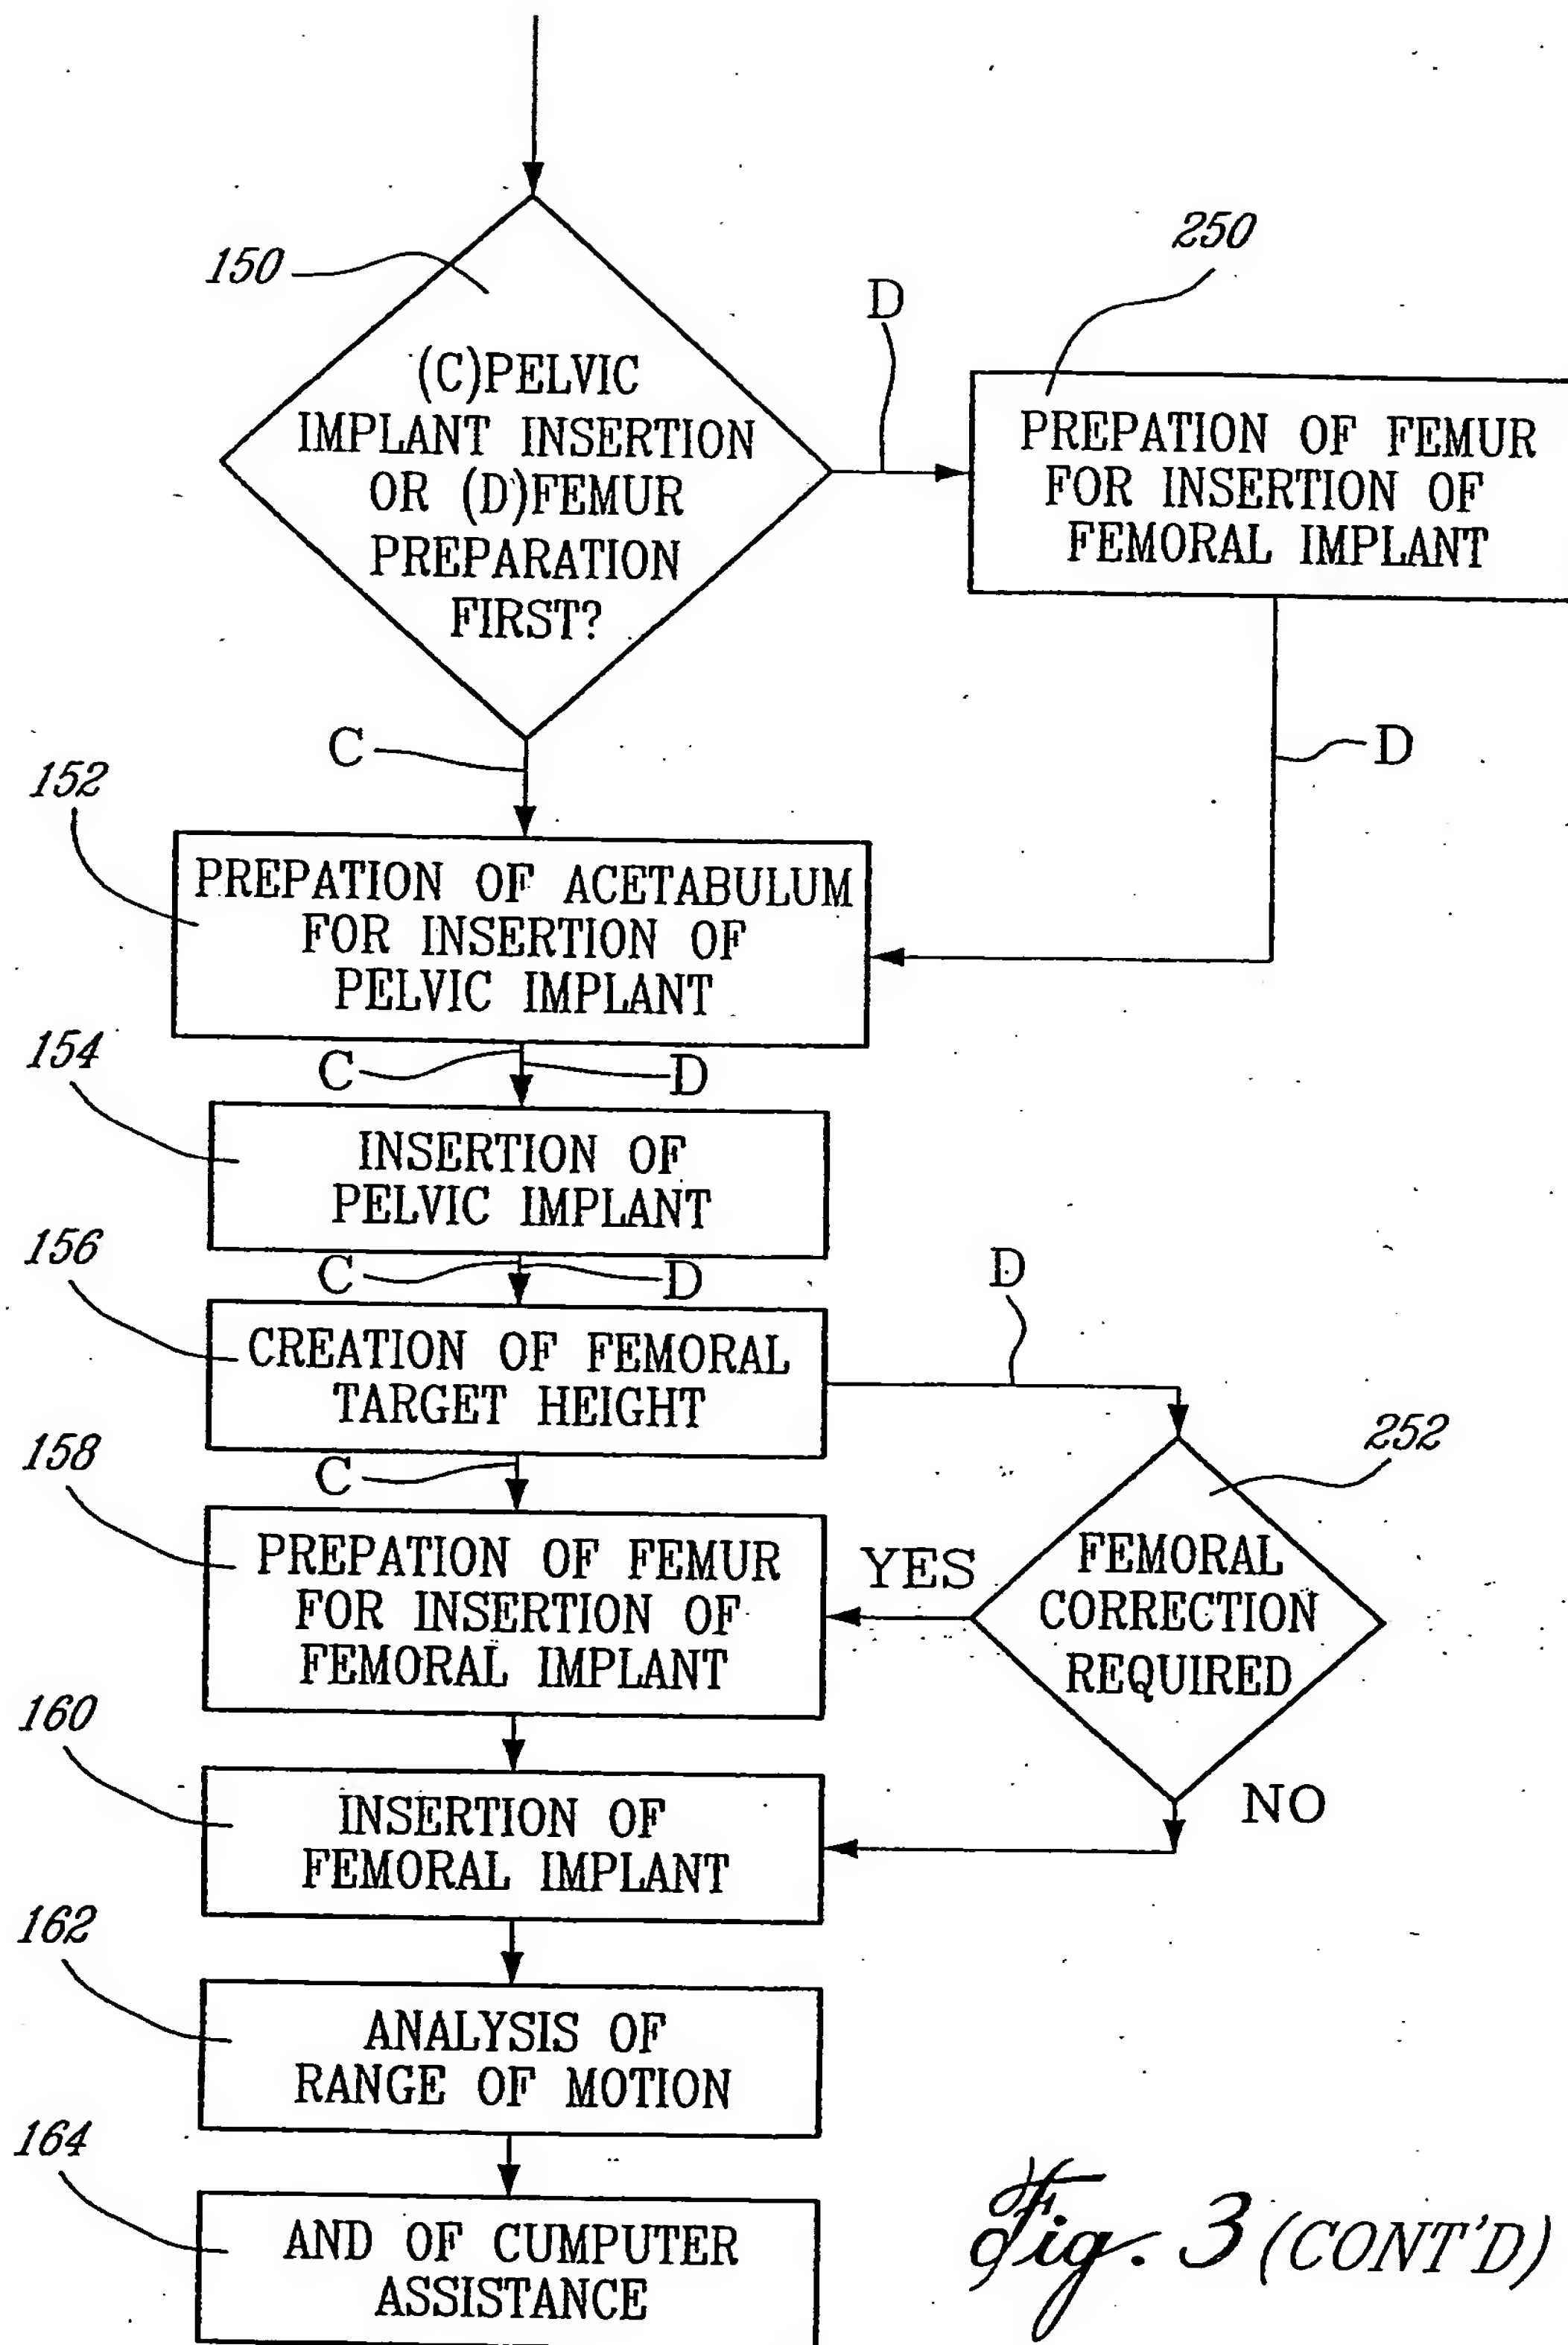 150
(C)PELVIC
IMPLANT INSERTION
OR (D)FEMUR
PREPARATION
FIRST?
D
250
PREPATION OF FEMUR
FOR INSERTION OF
FEMORAL IMPLANT
D
C
152
PREPATION OF ACETABULUM
FOR INSERTION OF
PELVIC IMPLANT
C
D
154
INSERTION OF
PELVIC IMPLANT
C
D
156
CREATION OF FEMORAL
TARGET HEIGHT
D
C
252
FEMORAL
CORRECTION
REQUIRED
YES
NO
158
PREPATION OF FEMUR
FOR INSERTION OF
FEMORAL IMPLANT
160
INSERTION OF
FEMORAL IMPLANT
162
ANALYSIS OF
RANGE OF MOTION
164
AND OF CUMPUTER
ASSISTANCE
Fig. 3 (CONT'D)